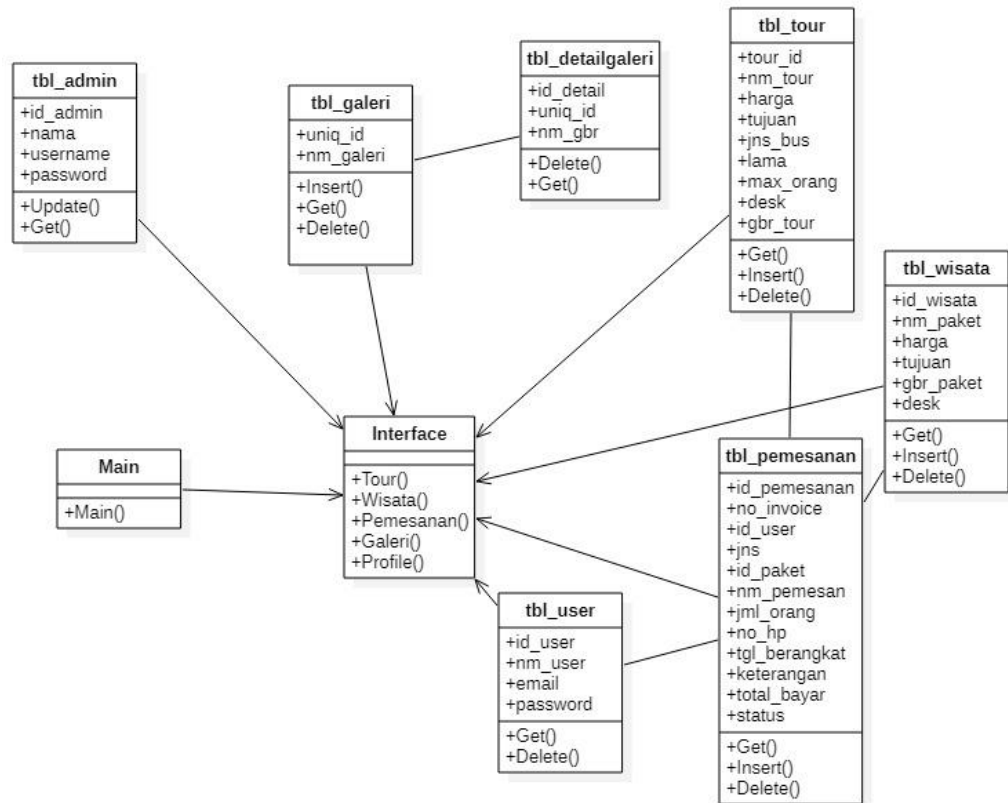 tbl_admin
+id_admin
+nama
+username
+password
+Update()
+Get()
tbl_galeri
+uniq_id
+nm_galeri
+Insert()
+Get()
+Delete()
tbl_detailgaleri
+id_detail
+uniq_id
+nm_gbr
+Delete()
+Get()
tbl_tour
+tour_id
+nm_tour
+harga
+tujuan
+jns_bus
+lama
+max_orang
+desk
+gbr_tour
+Get()
+Insert()
+Delete()
tbl_wisata
+id_wisata
+nm_paket
+harga
+tujuan
+gbr_paket
+desk
+Get()
+Insert()
+Delete()
Main
+Main()
Interface
+Tour()
+Wisata()
+Pemesanan()
+Galeri()
+Profile()
tbl_user
+id_user
+nm_user
+email
+password
+Get()
+Delete()
tbl_pemesanan
+id_pemesanan
+no_invoice
+id_user
+jns
+id_paket
+nm_pemesan
+jml_orang
+no_hp
+tgl_berangkat
+keterangan
+total_bayar
+status
+Get()
+Insert()
+Delete()